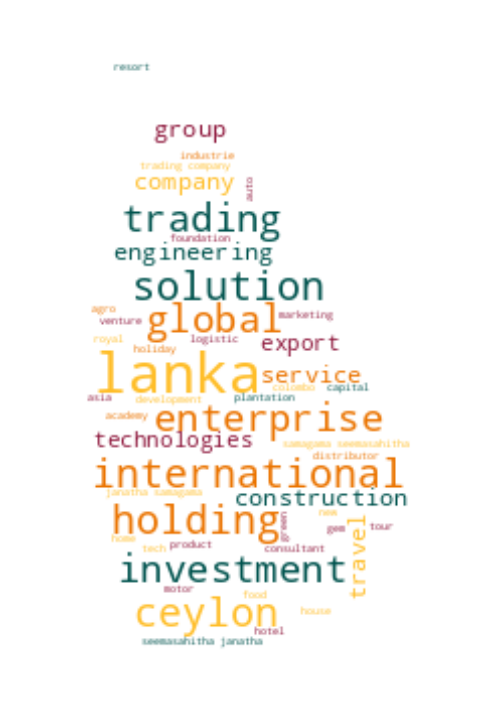 resort
group
industrie
trading company
company
auto
trading
foundation
engineering
solution
agro
global
marketing
venture
royal
logistic
export
holiday
lanka
service
colombo
capital
asia
development
plantation
academy
enterprise
technologies
samagama seemasahitha
distributor
international
janatha samagama
construction
holding
green
new
gem
tour
travel
home
tech
product
consultant
investment
motor
food
ceylon
house
hotel
seemasahitha janatha